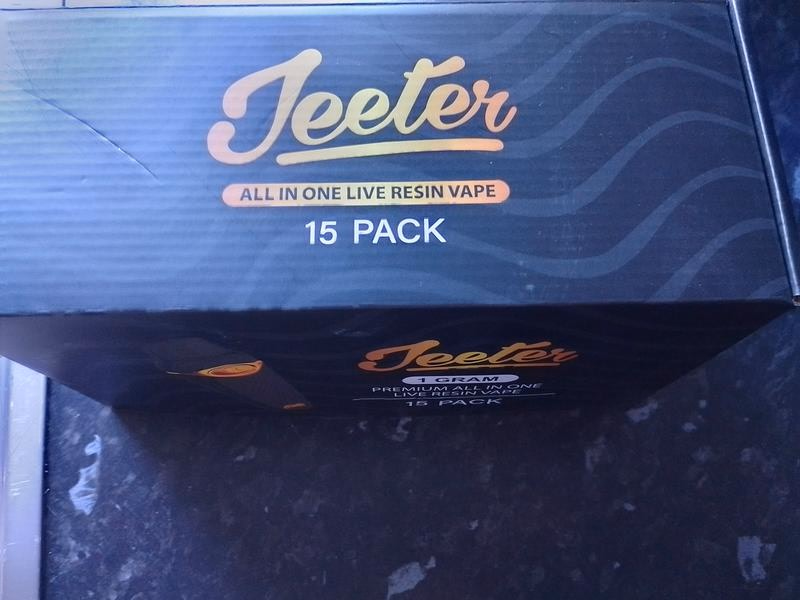 Jeeter
ALL IN ONE LIVE RESIN VAPE
15 PACK
Jeeter
1 GRAM
PREMIUM ALL IN ONE
LIVE RESIN VAPE
15 PACK